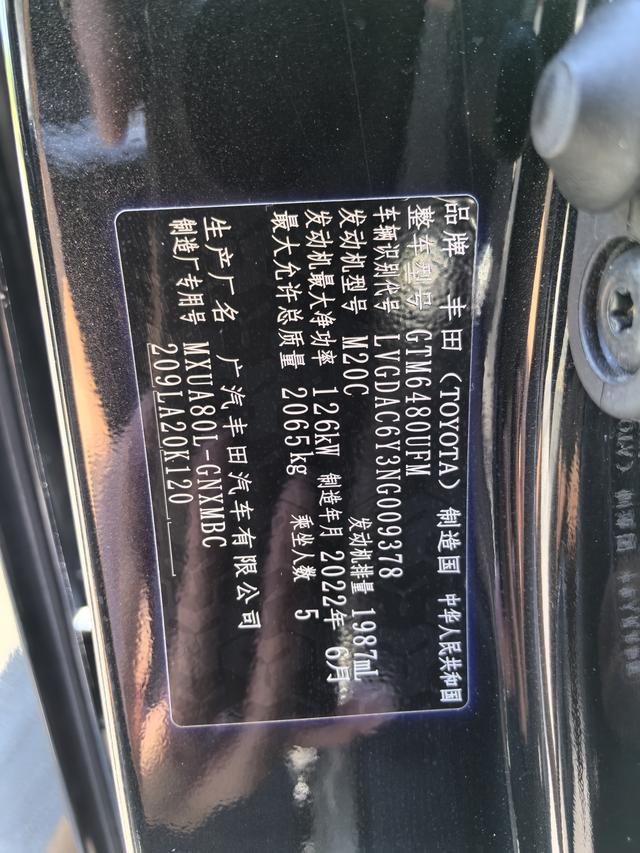 品牌 丰田（TOYOTA） 制造国 中华人民共和国
整车型号 GTM6480UFM
车辆识别代号 LVGDAC6Y3NG009378
发动机型号 M20C 发动机排量 1987mL
发动机最大净功率 126kW 制造年月 2022年 6月
最大允许总质量 2065kg 乘坐人数 5
生产厂名 广汽丰田汽车有限公司
制造厂专用号 MXUA80L-GNXMBC
209LA20K120